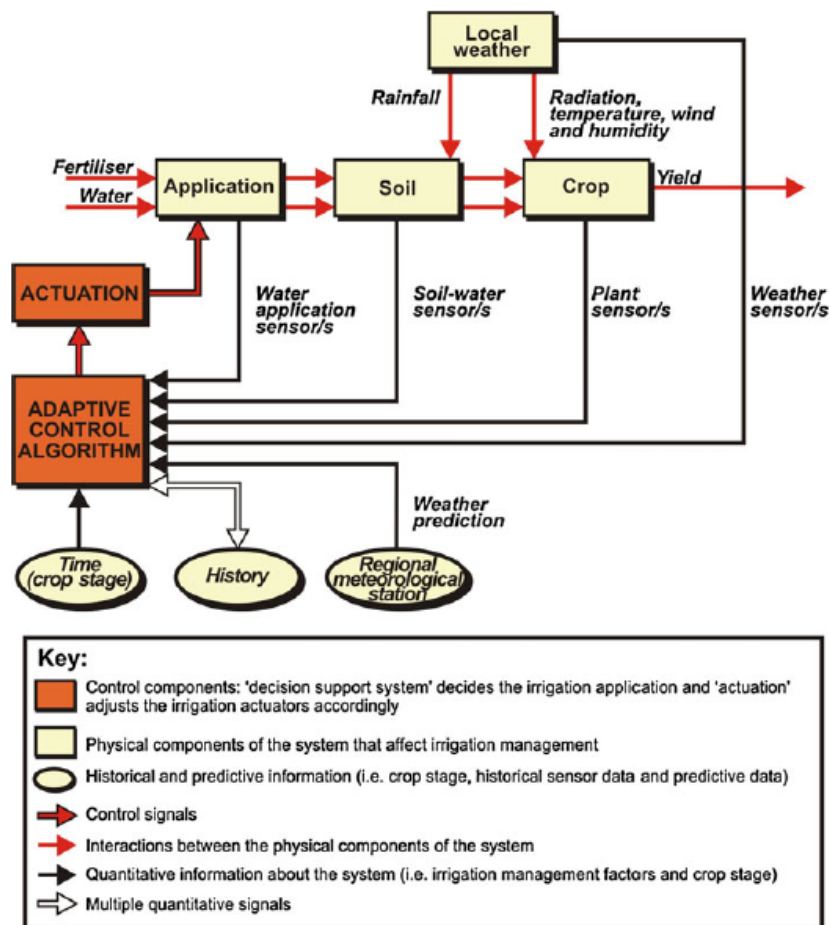 Local
weather
Rainfall
Radiation,
temperature, wind
and humidity
Fertiliser
Water
Application
Soil
Crop
Yield
ACTUATION
Water
application
sensor/s
Soil-water
sensor/s
Plant
sensor/s
Weather
sensor/s
ADAPTIVE
CONTROL
ALGORITHM
Weather
prediction
Time
(crop stage)
History
Regional
meteorological
station
Key:
Control components: 'decision support system' decides the irrigation application and 'actuation'
adjusts the irrigation actuators accordingly
Physical components of the system that affect irrigation management
Historical and predictive information (i.e. crop stage, historical sensor data and predictive data)
Control signals
Interactions between the physical components of the system
Quantitative information about the system (i.e. irrigation management factors and crop stage)
Multiple quantitative signals